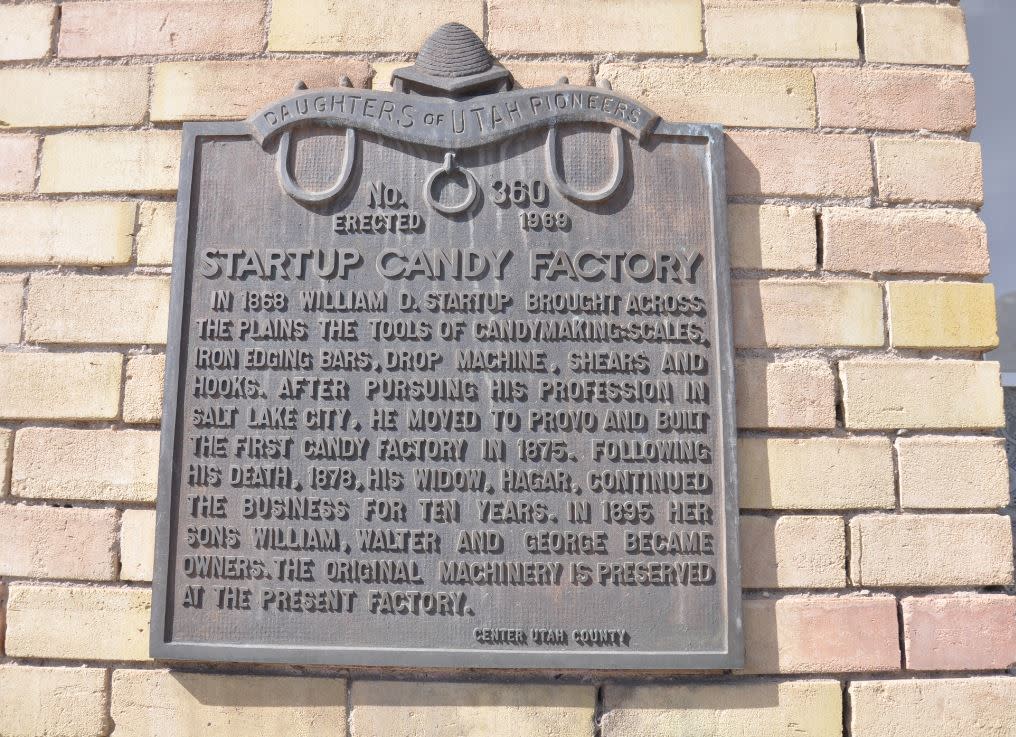 DAUGHTERS OF UTAH PIONEERS
No. 360
ERECTED 1969
STARTUP CANDY FACTORY
IN 1868 WILLIAM D. STARTUP BROUGHT ACROSS
THE PLAINS THE TOOLS OF CANDYMAKING:SCALES,
IRON EDGING BARS, DROP MACHINE, SHEARS AND
HOOKS. AFTER PURSUING HIS PROFESSION IN
SALT LAKE CITY, HE MOVED TO PROVO AND BUILT
THE FIRST CANDY FACTORY IN 1875. FOLLOWING
HIS DEATH, 1878, HIS WIDOW, HAGAR, CONTINUED
THE BUSINESS FOR TEN YEARS. IN 1895 HER
SONS WILLIAM, WALTER AND GEORGE BECAME
OWNERS. THE ORIGINAL MACHINERY IS PRESERVED
AT THE PRESENT FACTORY.
CENTER UTAH COUNTY